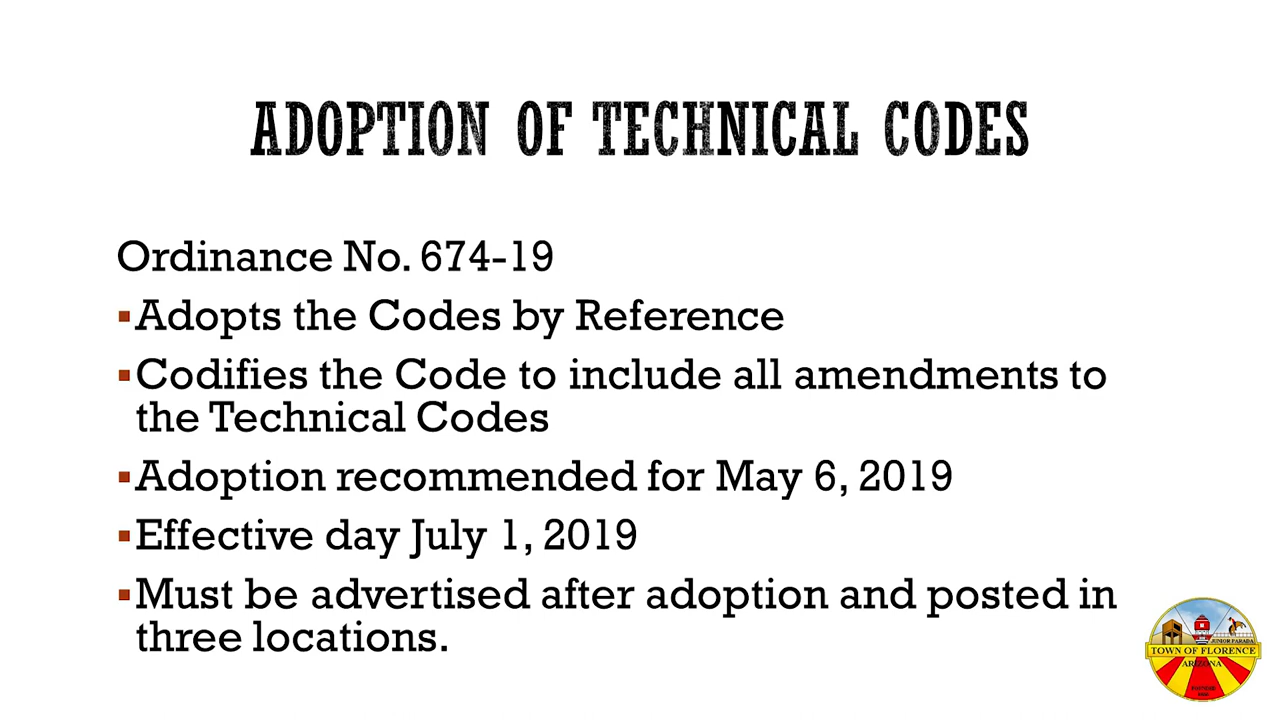 ADOPTION OF TECHNICAL CODES
Ordinance No. 674-19
▪Adopts the Codes by Reference
▪Codifies the Code to include all amendments to
the Technical Codes
▪Adoption recommended for May 6, 2019
▪Effective day July 1, 2019
▪Must be advertised after adoption and posted in
three locations.
JUNIOR PARADA
TOWN OF FLORENCE
ARIZONA